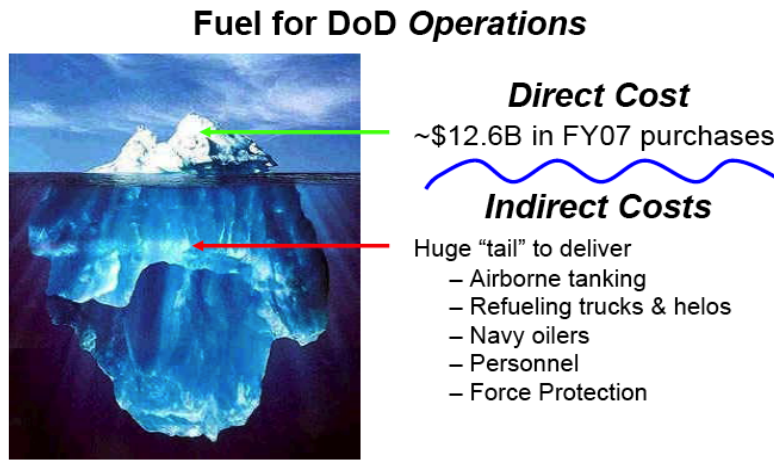 Fuel for DoD Operations
Direct Cost
~$12.6B in FY07 purchases
Indirect Costs
Huge “tail” to deliver
– Airborne tanking
– Refueling trucks & helos
– Navy oilers
– Personnel
– Force Protection